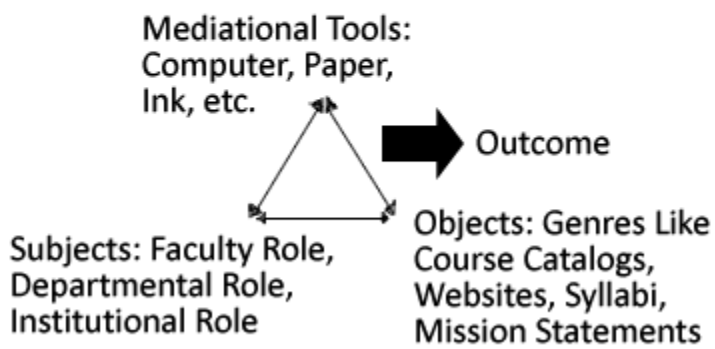 Mediational Tools:
Computer, Paper,
Ink, etc.
Outcome
Subjects: Faculty Role,
Departmental Role,
Institutional Role
Objects: Genres Like
Course Catalogs,
Websites, Syllabi,
Mission Statements